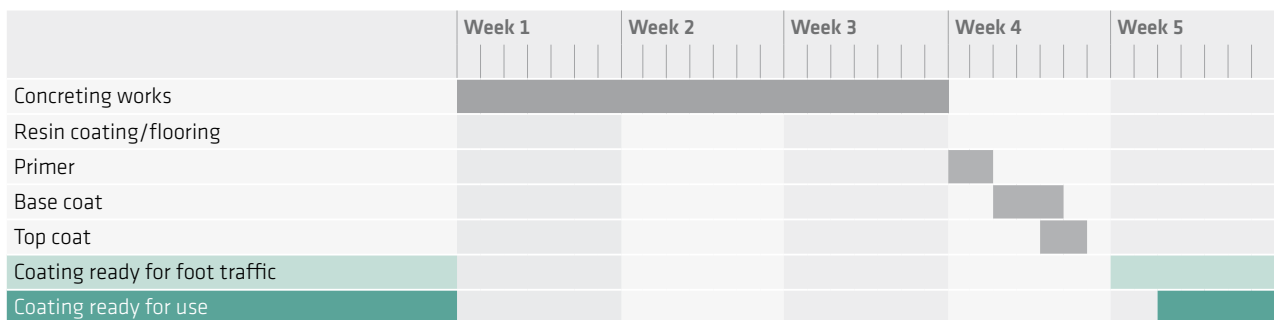 Week 1 Week 2 Week 3 Week 4 Week 5
Concreting works
Resin coating/flooring
Primer
Base coat
Top coat
Coating ready for foot traffic
Coating ready for use